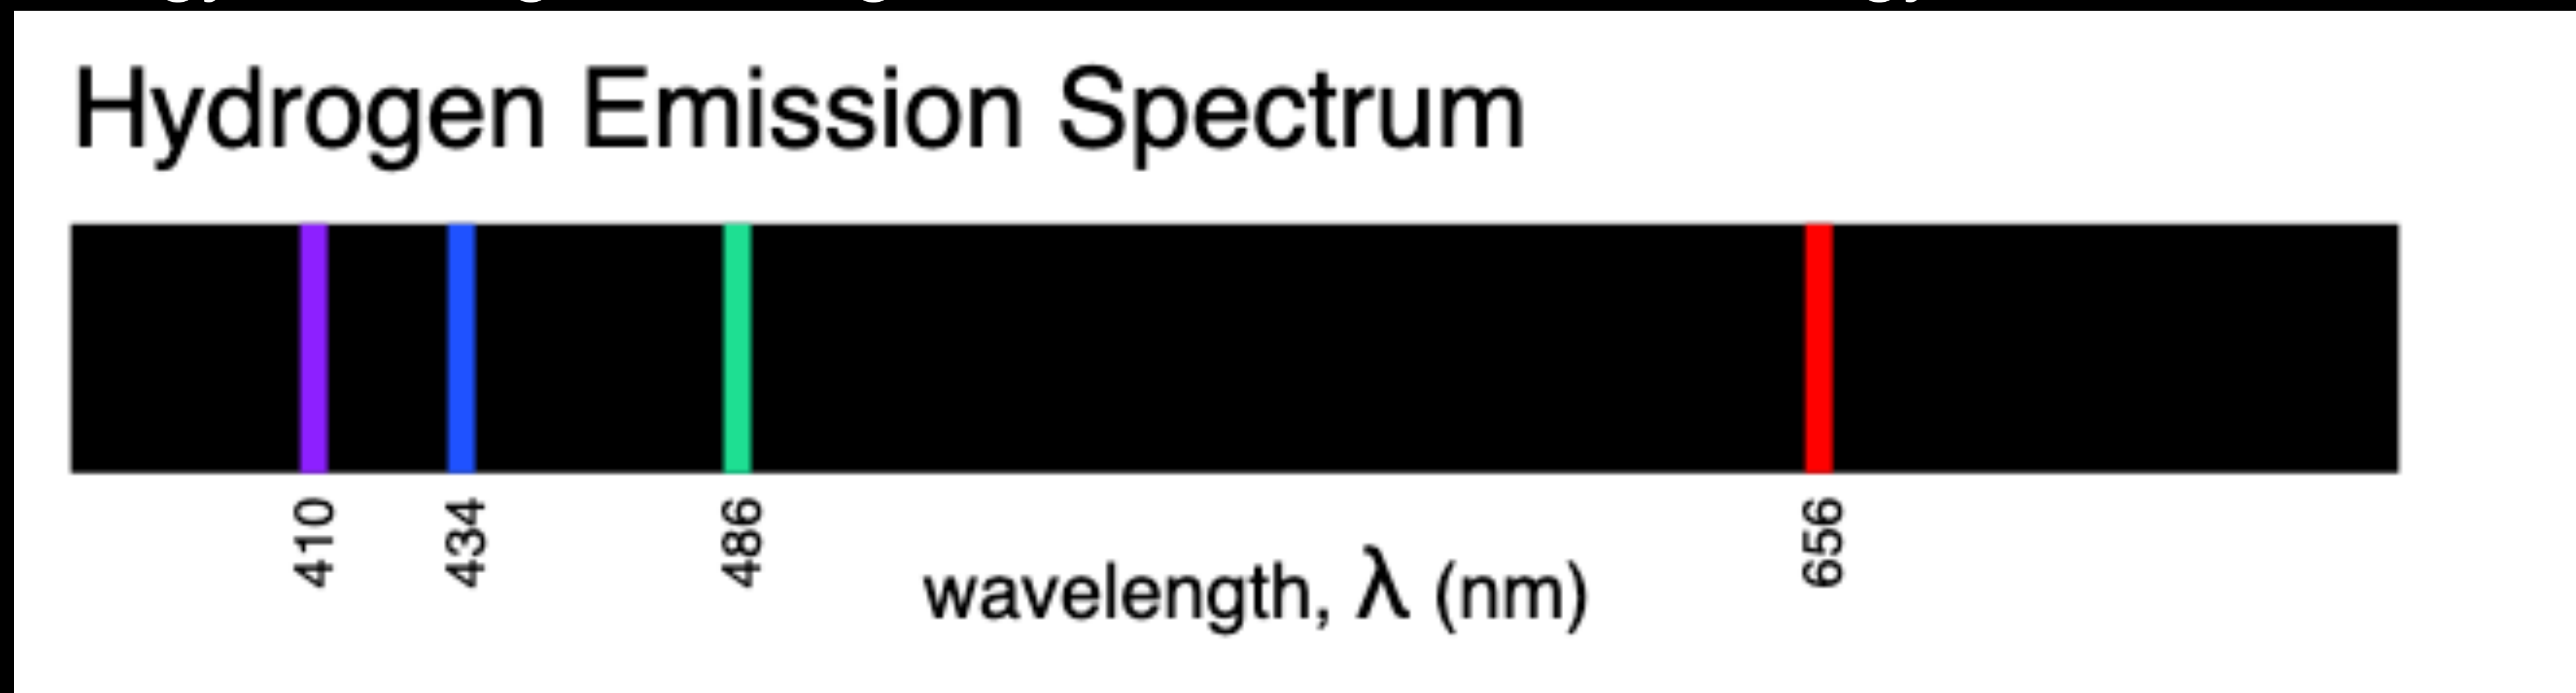 Hydrogen Emission Spectrum
410 434 486 656
wavelength, λ (nm)